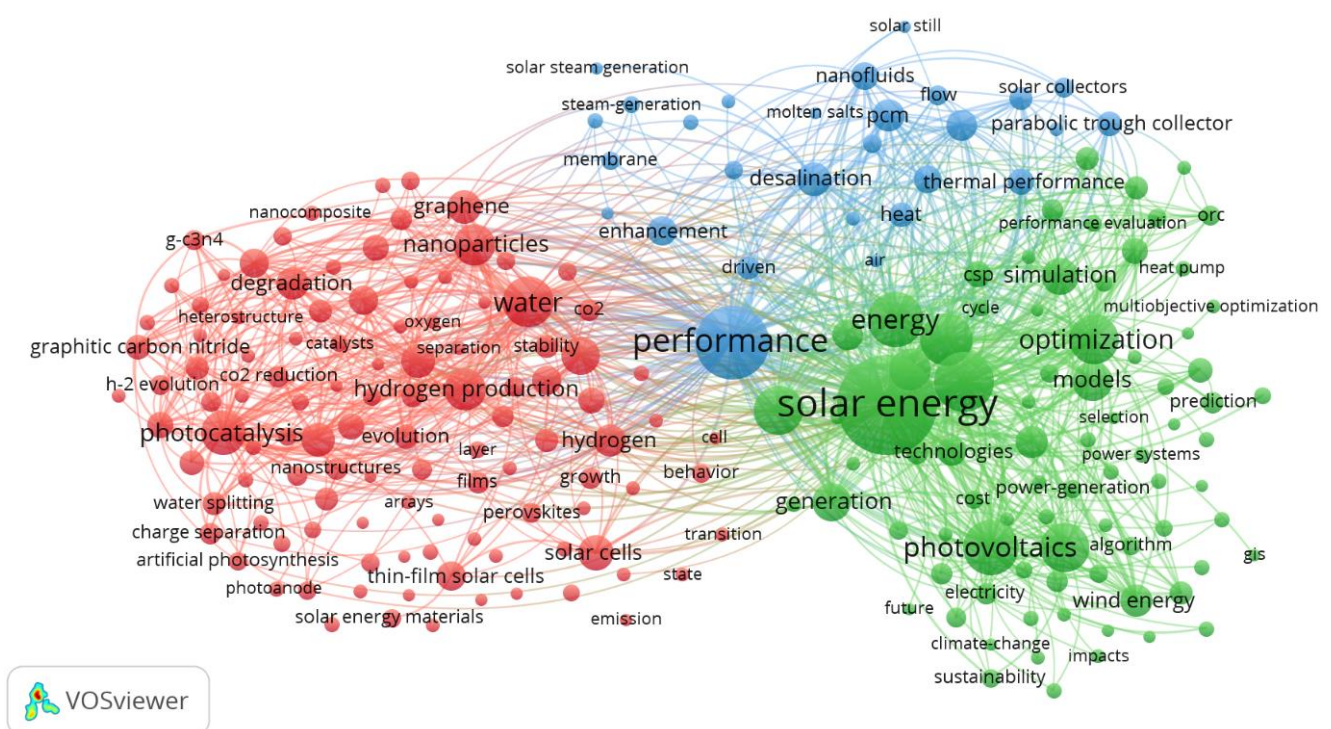 solar still
solar steam generation
nanofluids
solar collectors
steam-generation
flow
molten salts
pcm
parabolic trough collector
membrane
desalination
thermal performance
graphene
nanocomposite
heat
orc
performance evaluation
enhancement
g-c3n4
nanoparticles
driven
air
csp
simulation
heat pump
degradation
water
co2
cycle
multiobjective optimization
heterostructure
oxygen
energy
graphitic carbon nitride
catalysts
separation
stability
performance
optimization
co2 reduction
h-2 evolution
hydrogen production
models
solar energy
prediction
selection
photocatalysis
evolution
hydrogen
cell
layer
technologies
power systems
nanostructures
films
growth
behavior
water splitting
arrays
perovskites
generation
cost
power-generation
charge separation
transition
artificial photosynthesis
solar cells
photovoltaics
algorithm
gis
photoanode
thin-film solar cells
state
electricity
wind energy
solar energy materials
emission
future
climate-change
impacts
sustainability
VOSviewer